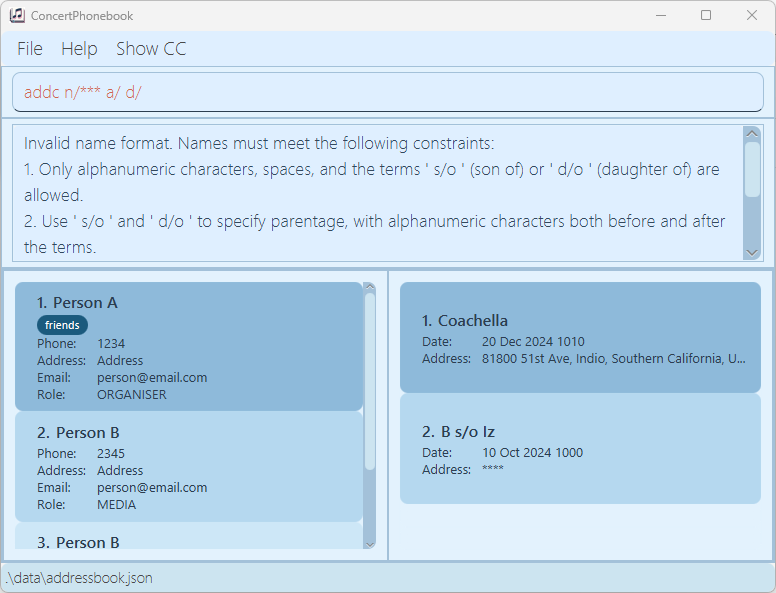 ConcertPhonebook
File Help Show CC
addc n/*** a/ d/
Invalid name format. Names must meet the following constraints:
1. Only alphanumeric characters, spaces, and the terms ' s/o ' (son of) or ' d/o ' (daughter of) are
allowed.
2. Use ' s/o ' and ' d/o ' to specify parentage, with alphanumeric characters both before and after
the terms.
1. Person A
friends
Phone: 1234
Address: Address
Email: person@email.com
Role: ORGANISER
2. Person B
Phone: 2345
Address: Address
Email: person@email.com
Role: MEDIA
3. Person B
1. Coachella
Date: 20 Dec 2024 1010
Address: 81800 51st Ave, Indio, Southern California, U...
2. B s/o Iz
Date: 10 Oct 2024 1000
Address: ****
.\data\addressbook.json